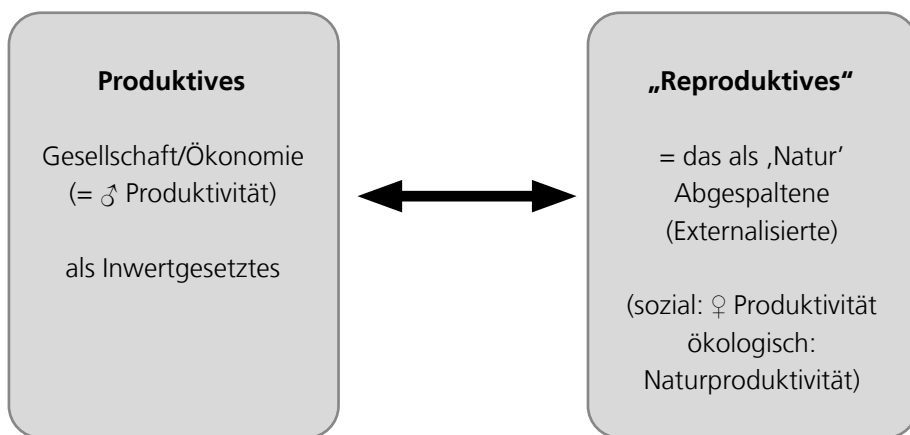 Produktives
Gesellschaft/Ökonomie
(= ♂ Produktivität)
als Inwertgesetztes
„Reproduktives“
= das als ‚Natur‘
Abgespaltene
(Externalisierte)
(sozial: ♀ Produktivität
ökologisch:
Naturproduktivität)